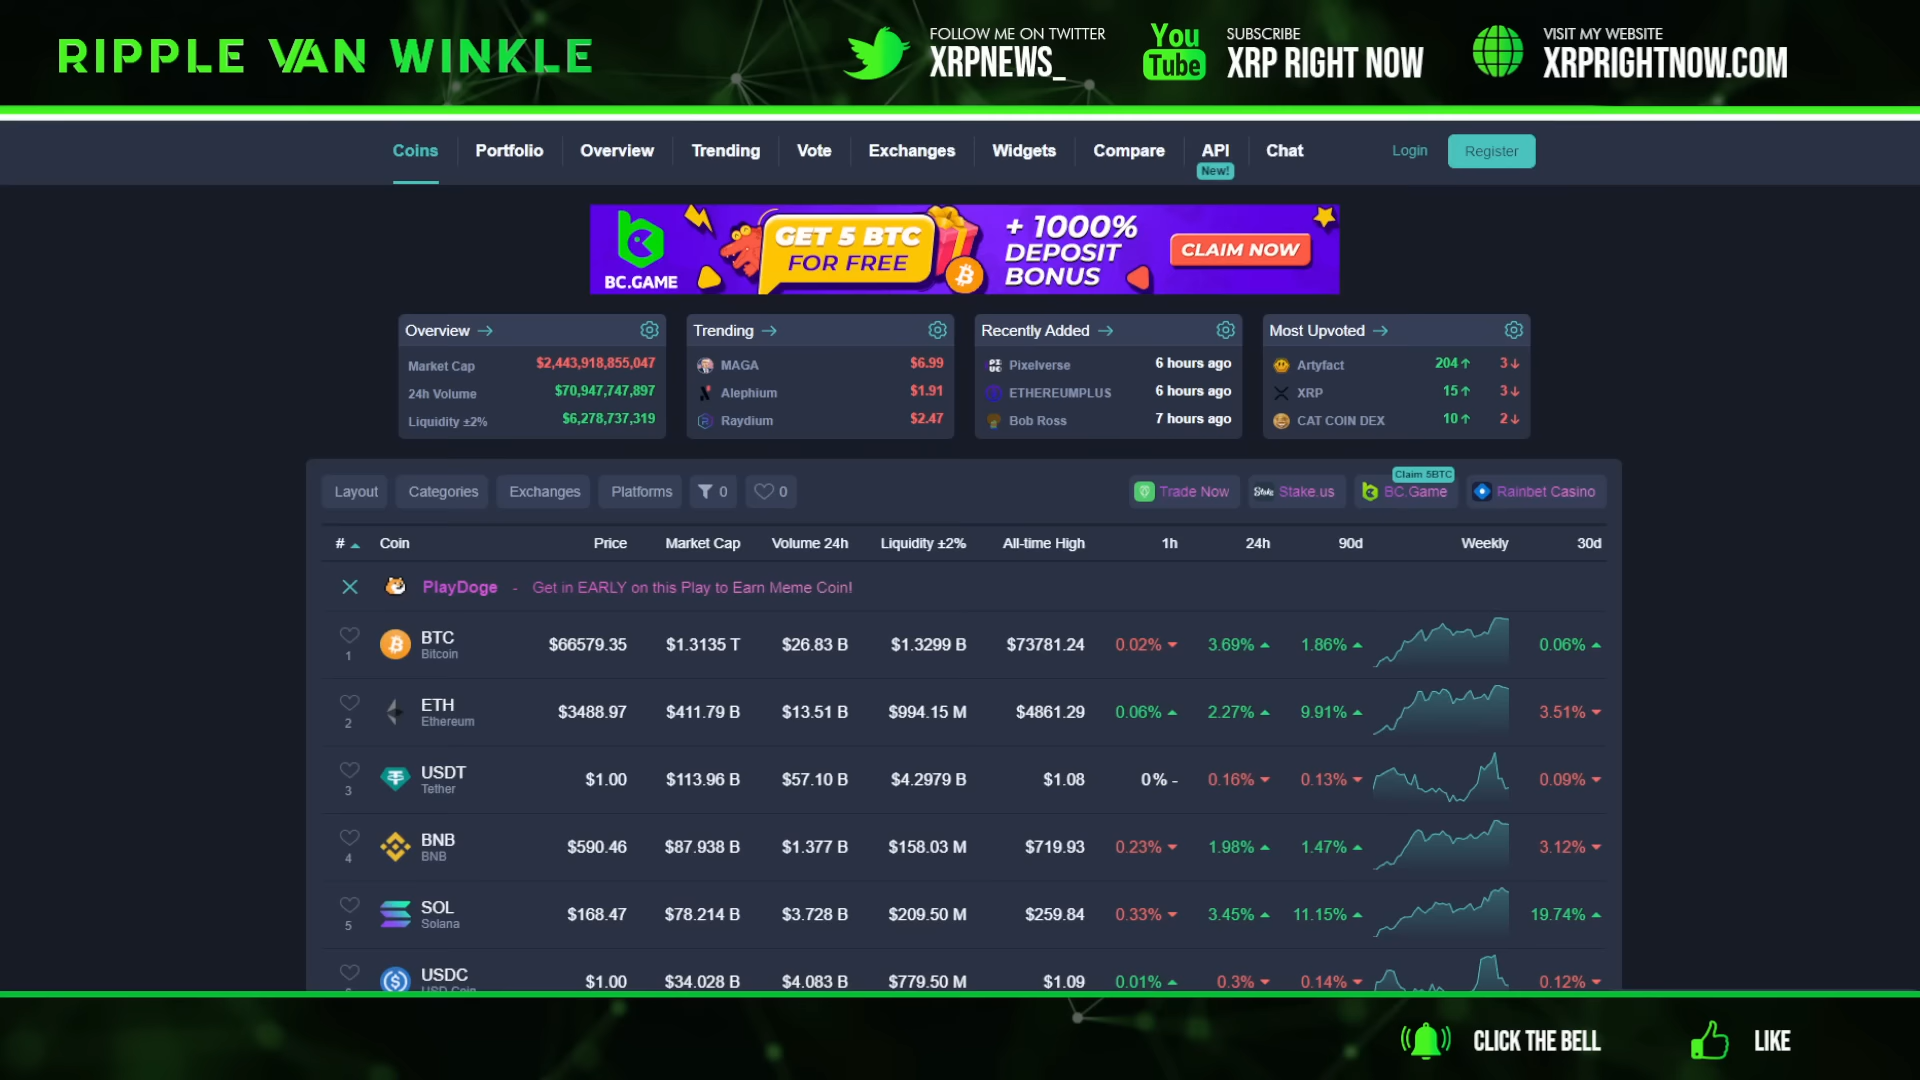 RIPPLE VAN WINKLE
FOLLOW ME ON TWITTER
XRPNEWS_
You
Tube
SUBSCRIBE
XRP RIGHT NOW
VISIT MY WEBSITE
XRPRIGHTNOW.COM
Coins Portfolio Overview Trending Vote Exchanges Widgets Compare API Chat Login Register
New!
BC.GAME
GET 5 BTC
FOR FREE
+ 1000%
DEPOSIT
BONUS
CLAIM NOW
Overview
Market Cap $2,443,918,855,047
24h Volume $70,947,747,897
Liquidity ±2% $6,278,737,319
Trending
MAGA $6.99
Alephium $1.91
Raydium $2.47
Recently Added
Pixelverse 6 hours ago
ETHEREUMPLUS 6 hours ago
Bob Ross 7 hours ago
Most Upvoted
Artyfact 204 3
XRP 15 3
CAT COIN DEX 10 2
Claim 5BTC
Layout Categories Exchanges Platforms 0 0 Trade Now Stake Stake.us BC.Game Rainbet Casino
# Coin Price Market Cap Volume 24h Liquidity ±2% All-time High 1h 24h 90d Weekly 30d
PlayDoge - Get in EARLY on this Play to Earn Meme Coin!
1 BTC $66579.35 $1.3135 T $26.83 B $1.3299 B $73781.24 0.02% 3.69% 1.86% 0.06%
Bitcoin
2 ETH $3488.97 $411.79 B $13.51 B $994.15 M $4861.29 0.06% 2.27% 9.91% 3.51%
Ethereum
3 USDT $1.00 $113.96 B $57.10 B $4.2979 B $1.08 0% - 0.16% 0.13% 0.09%
Tether
4 BNB $590.46 $87.938 B $1.377 B $158.03 M $719.93 0.23% 1.98% 1.47% 3.12%
BNB
5 SOL $168.47 $78.214 B $3.728 B $209.50 M $259.84 0.33% 3.45% 11.15% 19.74%
Solana
USDC $1.00 $34.028 B $4.083 B $779.50 M $1.09 0.01% 0.3% 0.14% 0.12%
USD Coin
CLICK THE BELL
LIKE